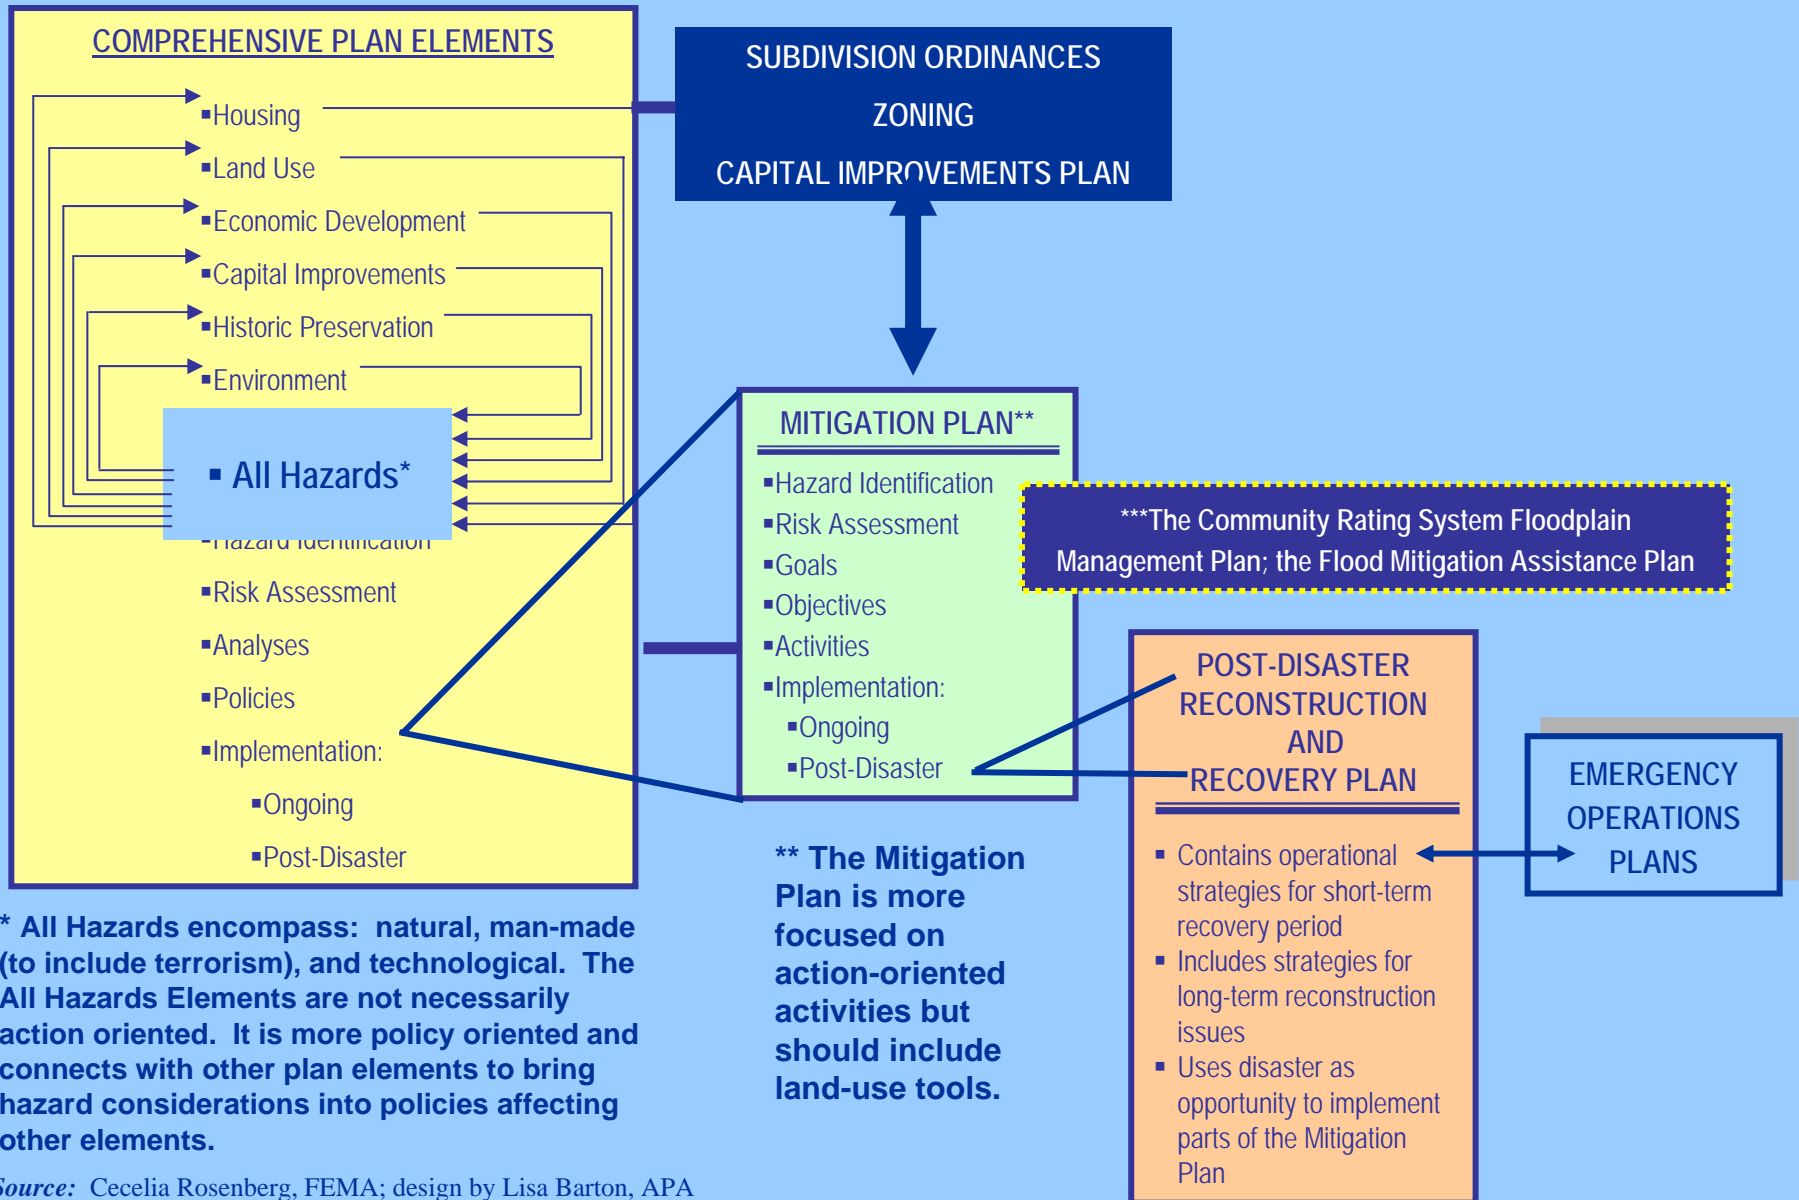 COMPREHENSIVE PLAN ELEMENTS
▪Housing
▪Land Use
▪Economic Development
▪Capital Improvements
▪Historic Preservation
▪Environment
▪ All Hazards*
▪Hazard Identification
▪Risk Assessment
▪Analyses
▪Policies
▪Implementation:
▪Ongoing
▪Post-Disaster
SUBDIVISION ORDINANCES
ZONING
CAPITAL IMPROVEMENTS PLAN
MITIGATION PLAN**
▪Hazard Identification
▪Risk Assessment
▪Goals
▪Objectives
▪Activities
▪Implementation:
▪Ongoing
▪Post-Disaster
***The Community Rating System Floodplain
Management Plan; the Flood Mitigation Assistance Plan
POST-DISASTER
RECONSTRUCTION
AND
RECOVERY PLAN
▪ Contains operational
strategies for short-term
recovery period
▪ Includes strategies for
long-term reconstruction
issues
▪ Uses disaster as
opportunity to implement
parts of the Mitigation
Plan
EMERGENCY
OPERATIONS
PLANS
* All Hazards encompass:  natural, man-made
(to include terrorism), and technological.  The
All Hazards Elements are not necessarily
action oriented.  It is more policy oriented and
connects with other plan elements to bring
hazard considerations into policies affecting
other elements.
** The Mitigation
Plan is more
focused on
action-oriented
activities but
should include
land-use tools.
Source:  Cecelia Rosenberg, FEMA; design by Lisa Barton, APA